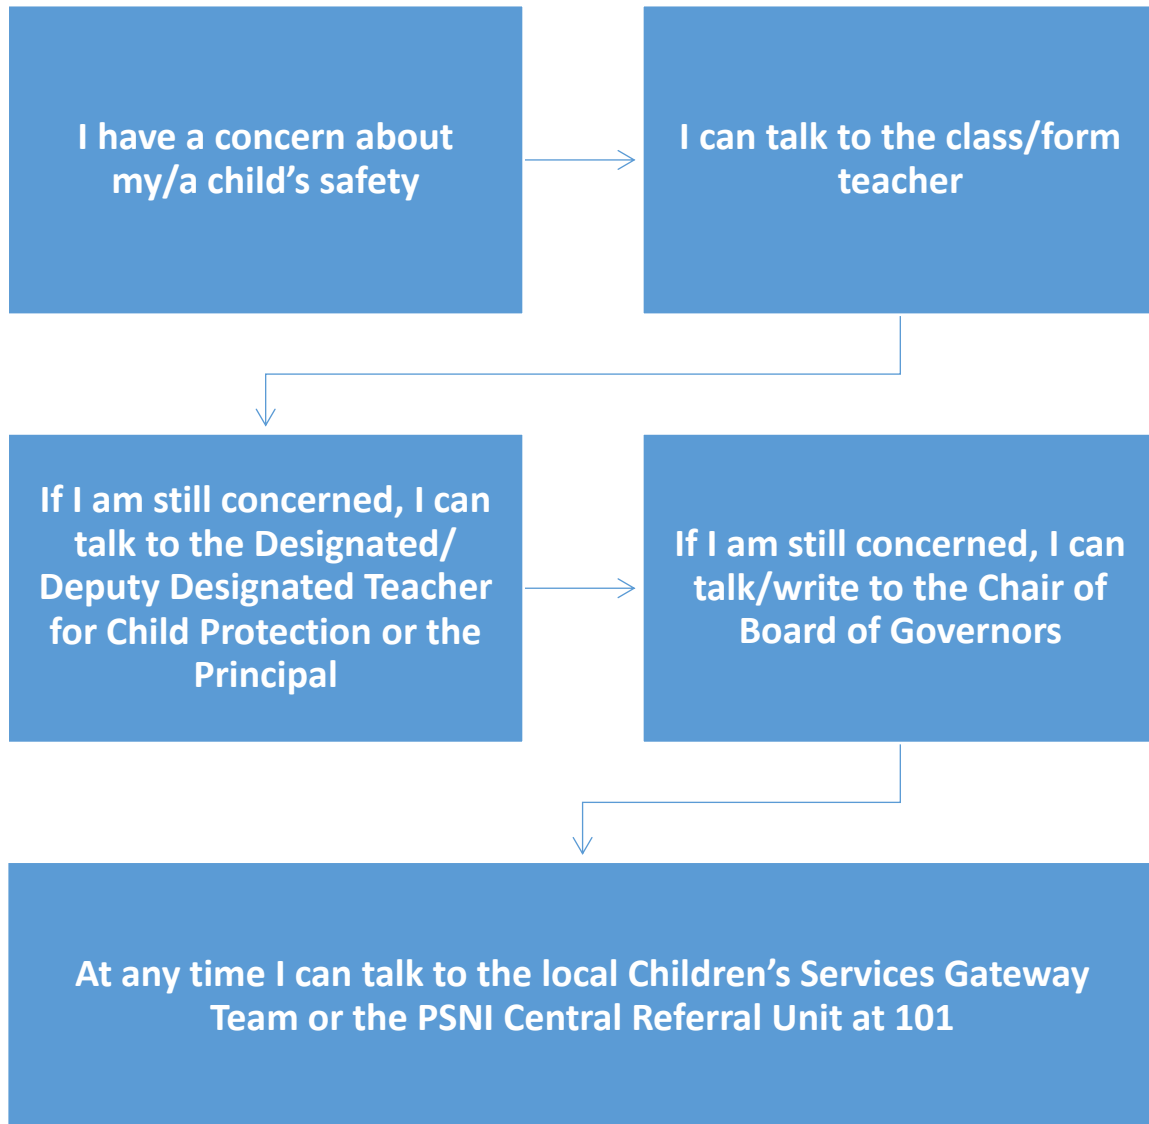 I have a concern about
my/a child’s safety
I can talk to the class/form
teacher
If I am still concerned, I can
talk to the Designated/
Deputy Designated Teacher
for Child Protection or the
Principal
If I am still concerned, I can
talk/write to the Chair of
Board of Governors
At any time I can talk to the local Children’s Services Gateway
Team or the PSNI Central Referral Unit at 101